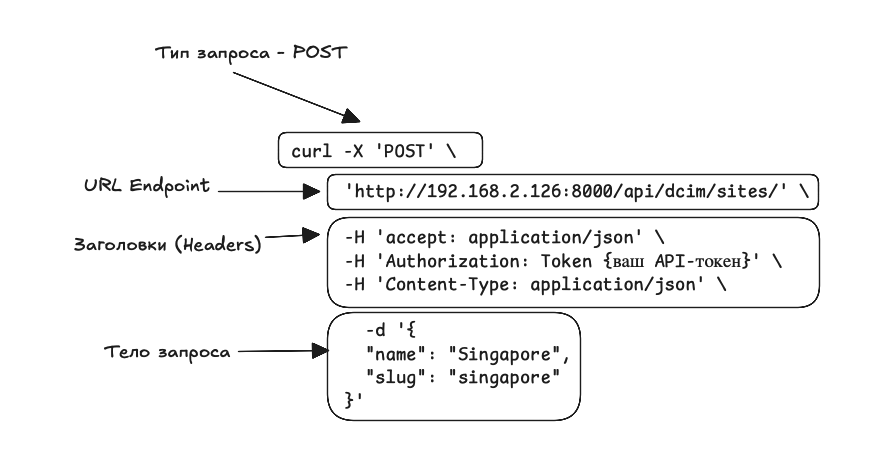 Тип запроса - POST
curl -X 'POST' \
URL Endpoint
'http://192.168.2.126:8000/api/dcim/sites/' \
Заголовки (Headers)
-H 'accept: application/json' \
-H 'Authorization: Token {ваш API-токен}' \
-H 'Content-Type: application/json' \
Тело запроса
-d '{
"name": "Singapore",
"slug": "singapore"
}'